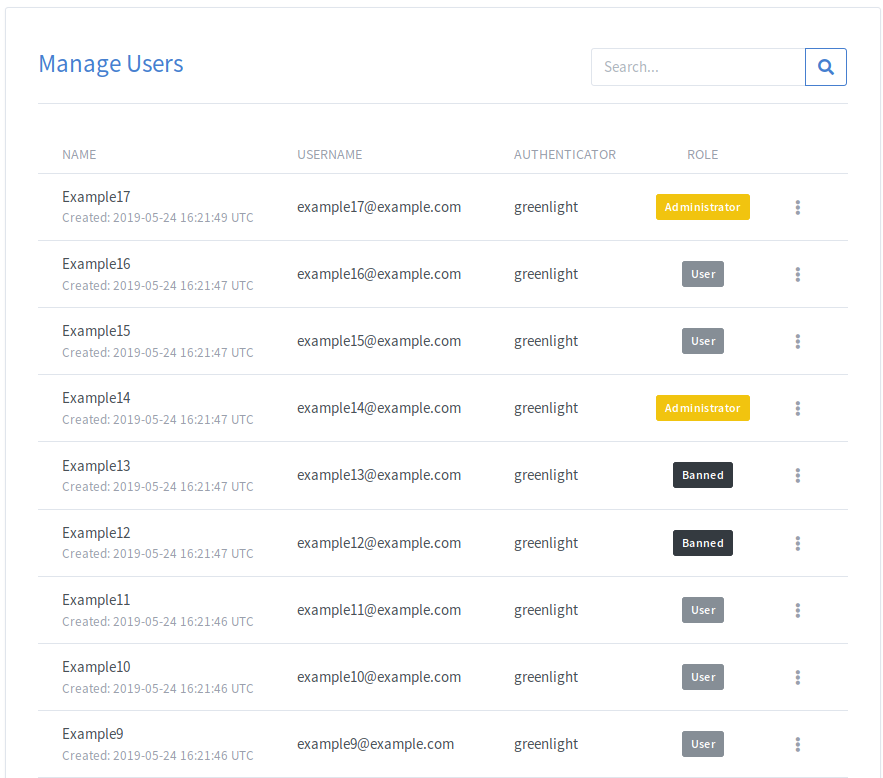 Manage Users
Search...
NAME USERNAME AUTHENTICATOR ROLE
Example17
Created: 2019-05-24 16:21:49 UTC
example17@example.com greenlight Administrator
Example16
Created: 2019-05-24 16:21:47 UTC
example16@example.com greenlight User
Example15
Created: 2019-05-24 16:21:47 UTC
example15@example.com greenlight User
Example14
Created: 2019-05-24 16:21:47 UTC
example14@example.com greenlight Administrator
Example13
Created: 2019-05-24 16:21:47 UTC
example13@example.com greenlight Banned
Example12
Created: 2019-05-24 16:21:47 UTC
example12@example.com greenlight Banned
Example11
Created: 2019-05-24 16:21:46 UTC
example11@example.com greenlight User
Example10
Created: 2019-05-24 16:21:46 UTC
example10@example.com greenlight User
Example9
Created: 2019-05-24 16:21:46 UTC
example9@example.com greenlight User